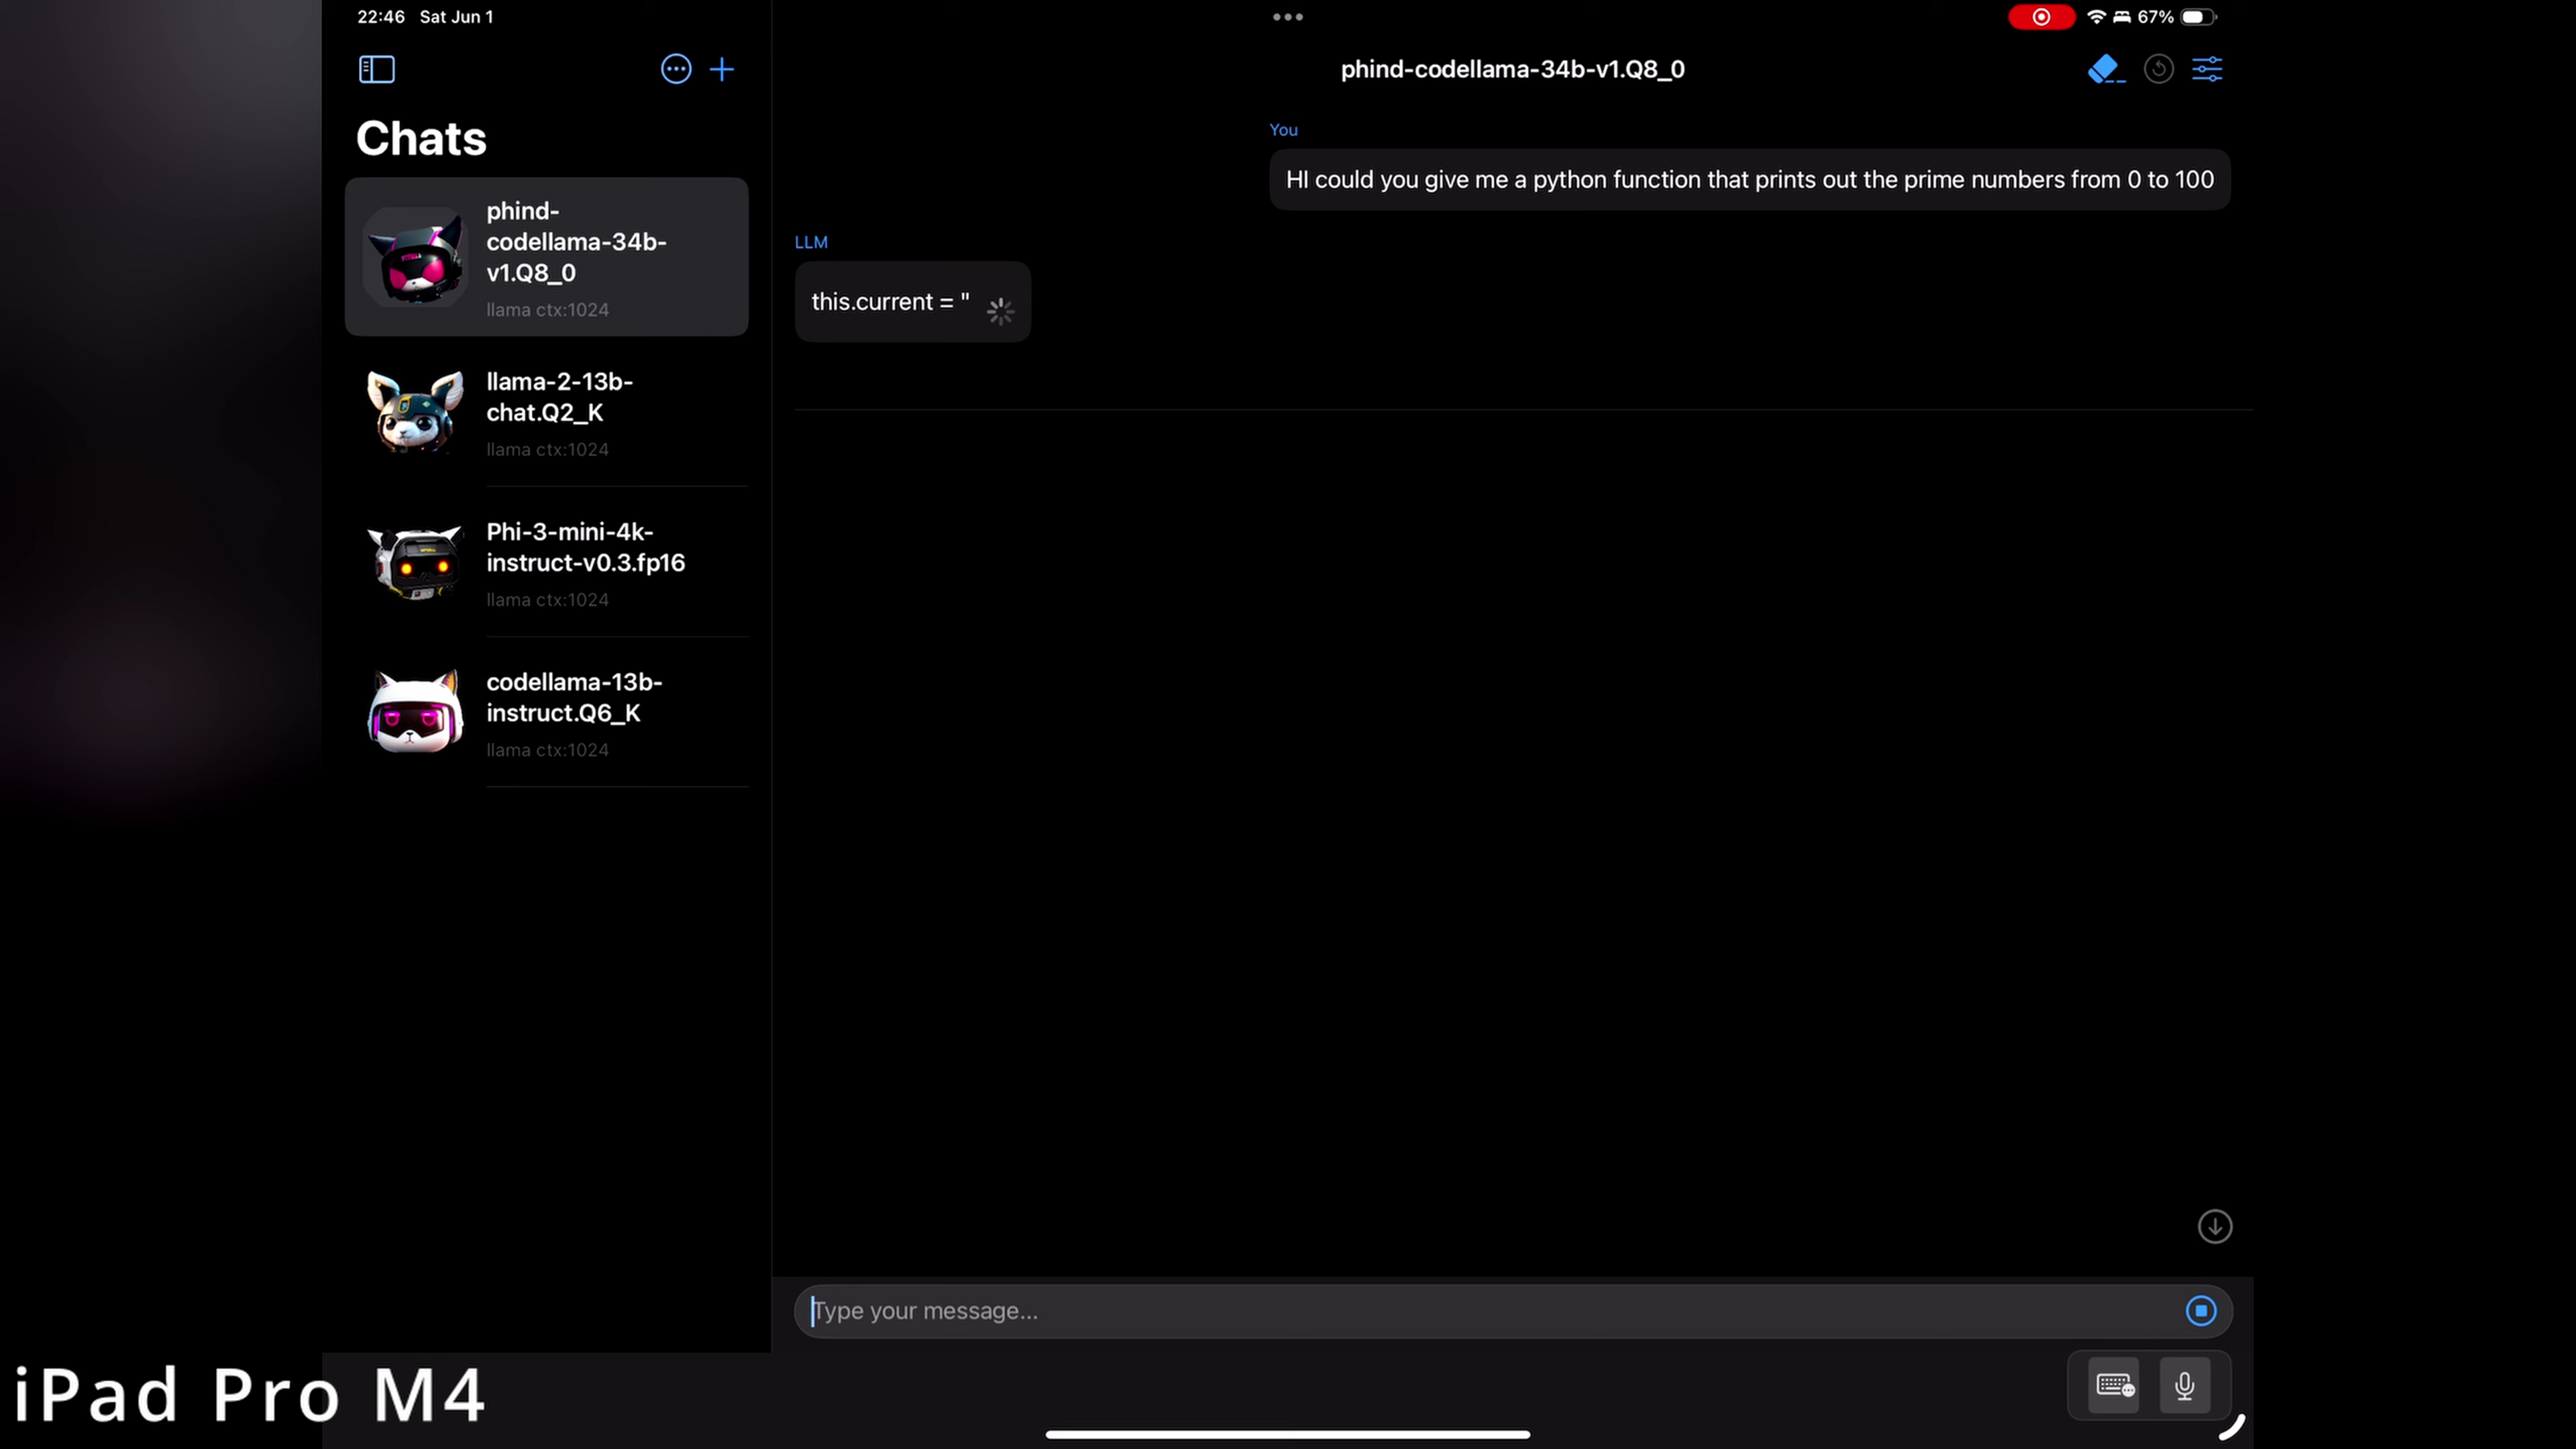 22:46 Sat Jun 1
67%
Chats
phind-codellama-34b-v1.Q8_0
You
HI could you give me a python function that prints out the prime numbers from 0 to 100
LLM
this.current = "
phind-
codellama-34b-
v1.Q8_0
llama ctx:1024
llama-2-13b-
chat.Q2_K
llama ctx:1024
Phi-3-mini-4k-
instruct-v0.3.fp16
llama ctx:1024
codellama-13b-
instruct.Q6_K
llama ctx:1024
Type your message...
iPad Pro M4